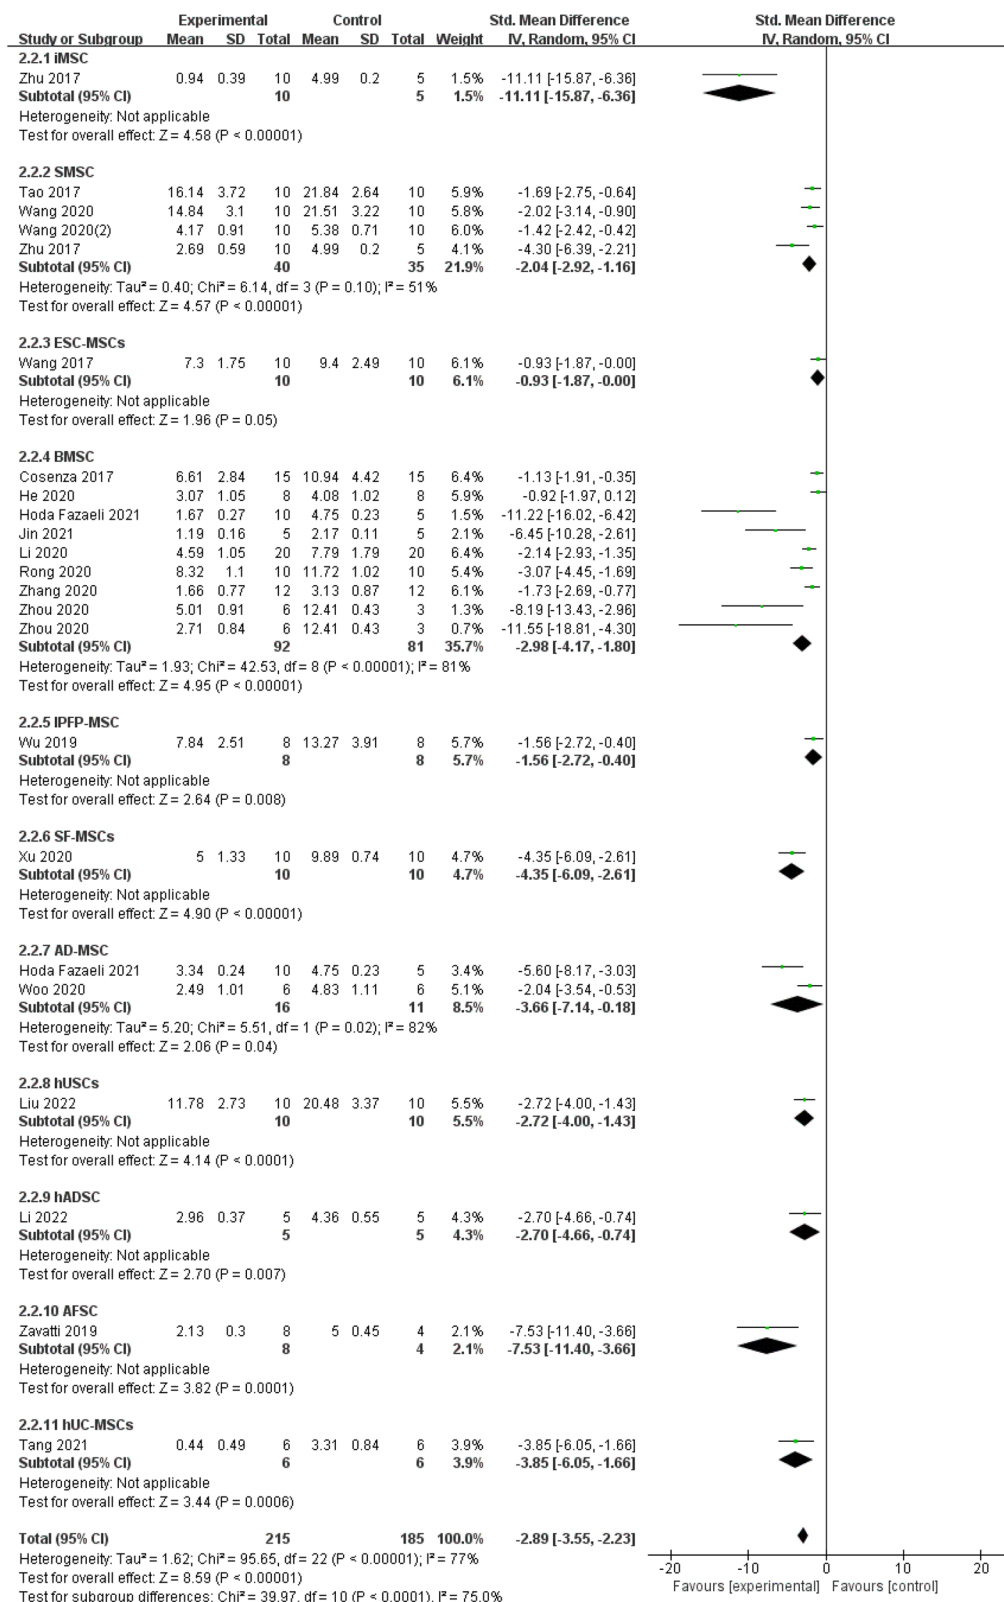 Experimental Control Std. Mean Difference Std. Mean Difference
Study or Subgroup Mean SD Total Mean SD Total Weight IV, Random, 95% CI IV, Random, 95% CI
2.2.1 iMSC
Zhu 2017 0.94 0.39 10 4.99 0.2 5 1.5% -11.11 [-15.87, -6.36]
Subtotal (95% CI) 10 5 1.5% -11.11 [-15.87, -6.36]
Heterogeneity: Not applicable
Test for overall effect: Z = 4.58 (P < 0.00001)
2.2.2 SMSC
Tao 2017 16.14 3.72 10 21.84 2.64 10 5.9% -1.69 [-2.75, -0.64]
Wang 2020 14.84 3.1 10 21.51 3.22 10 5.8% -2.02 [-3.14, -0.90]
Wang 2020(2) 4.17 0.91 10 5.38 0.71 10 6.0% -1.42 [-2.42, -0.42]
Zhu 2017 2.69 0.59 10 4.99 0.2 5 4.1% -4.30 [-6.39, -2.21]
Subtotal (95% CI) 40 35 21.9% -2.04 [-2.92, -1.16]
Heterogeneity: Tau² = 0.40; Chi² = 6.14, df = 3 (P = 0.10); I² = 51%
Test for overall effect: Z = 4.57 (P < 0.00001)
2.2.3 ESC-MSCs
Wang 2017 7.3 1.75 10 9.4 2.49 10 6.1% -0.93 [-1.87, -0.00]
Subtotal (95% CI) 10 10 6.1% -0.93 [-1.87, -0.00]
Heterogeneity: Not applicable
Test for overall effect: Z = 1.96 (P = 0.05)
2.2.4 BMSC
Cosenza 2017 6.61 2.84 15 10.94 4.42 15 6.4% -1.13 [-1.91, -0.35]
He 2020 3.07 1.05 8 4.08 1.02 8 5.9% -0.92 [-1.97, 0.12]
Hoda Fazaeli 2021 1.67 0.27 10 4.75 0.23 5 1.5% -11.22 [-16.02, -6.42]
Jin 2021 1.19 0.16 5 2.17 0.11 5 2.1% -6.45 [-10.28, -2.61]
Li 2020 4.59 1.05 20 7.79 1.79 20 6.4% -2.14 [-2.93, -1.35]
Rong 2020 8.32 1.1 10 11.72 1.02 10 5.4% -3.07 [-4.45, -1.69]
Zhang 2020 1.66 0.77 12 3.13 0.87 12 6.1% -1.73 [-2.69, -0.77]
Zhou 2020 5.01 0.91 6 12.41 0.43 3 1.3% -8.19 [-13.43, -2.96]
Zhou 2020 2.71 0.84 6 12.41 0.43 3 0.7% -11.55 [-18.81, -4.30]
Subtotal (95% CI) 92 81 35.7% -2.98 [-4.17, -1.80]
Heterogeneity: Tau² = 1.93; Chi² = 42.53, df = 8 (P < 0.00001); I² = 81%
Test for overall effect: Z = 4.95 (P < 0.00001)
2.2.5 IPFP-MSC
Wu 2019 7.84 2.51 8 13.27 3.91 8 5.7% -1.56 [-2.72, -0.40]
Subtotal (95% CI) 8 8 5.7% -1.56 [-2.72, -0.40]
Heterogeneity: Not applicable
Test for overall effect: Z = 2.64 (P = 0.008)
2.2.6 SF-MSCs
Xu 2020 5 1.33 10 9.89 0.74 10 4.7% -4.35 [-6.09, -2.61]
Subtotal (95% CI) 10 10 4.7% -4.35 [-6.09, -2.61]
Heterogeneity: Not applicable
Test for overall effect: Z = 4.90 (P < 0.00001)
2.2.7 AD-MSC
Hoda Fazaeli 2021 3.34 0.24 10 4.75 0.23 5 3.4% -5.60 [-8.17, -3.03]
Woo 2020 2.49 1.01 6 4.83 1.11 6 5.1% -2.04 [-3.54, -0.53]
Subtotal (95% CI) 16 11 8.5% -3.66 [-7.14, -0.18]
Heterogeneity: Tau² = 5.20; Chi² = 5.51, df = 1 (P = 0.02); I² = 82%
Test for overall effect: Z = 2.06 (P = 0.04)
2.2.8 hUSCs
Liu 2022 11.78 2.73 10 20.48 3.37 10 5.5% -2.72 [-4.00, -1.43]
Subtotal (95% CI) 10 10 5.5% -2.72 [-4.00, -1.43]
Heterogeneity: Not applicable
Test for overall effect: Z = 4.14 (P < 0.0001)
2.2.9 hADSC
Li 2022 2.96 0.37 5 4.36 0.55 5 4.3% -2.70 [-4.66, -0.74]
Subtotal (95% CI) 5 5 4.3% -2.70 [-4.66, -0.74]
Heterogeneity: Not applicable
Test for overall effect: Z = 2.70 (P = 0.007)
2.2.10 AFSC
Zavatti 2019 2.13 0.3 8 5 0.45 4 2.1% -7.53 [-11.40, -3.66]
Subtotal (95% CI) 8 4 2.1% -7.53 [-11.40, -3.66]
Heterogeneity: Not applicable
Test for overall effect: Z = 3.82 (P = 0.0001)
2.2.11 hUC-MSCs
Tang 2021 0.44 0.49 6 3.31 0.84 6 3.9% -3.85 [-6.05, -1.66]
Subtotal (95% CI) 6 6 3.9% -3.85 [-6.05, -1.66]
Heterogeneity: Not applicable
Test for overall effect: Z = 3.44 (P = 0.0006)
Total (95% CI) 215 185 100.0% -2.89 [-3.55, -2.23]
Heterogeneity: Tau² = 1.62; Chi² = 95.65, df = 22 (P < 0.00001); I² = 77%
Test for overall effect: Z = 8.59 (P < 0.00001)
Test for subgroup differences: Chi² = 39.97, df = 10 (P < 0.0001), I² = 75.0%
-20 -10 0 10 20
Favours [experimental] Favours [control]